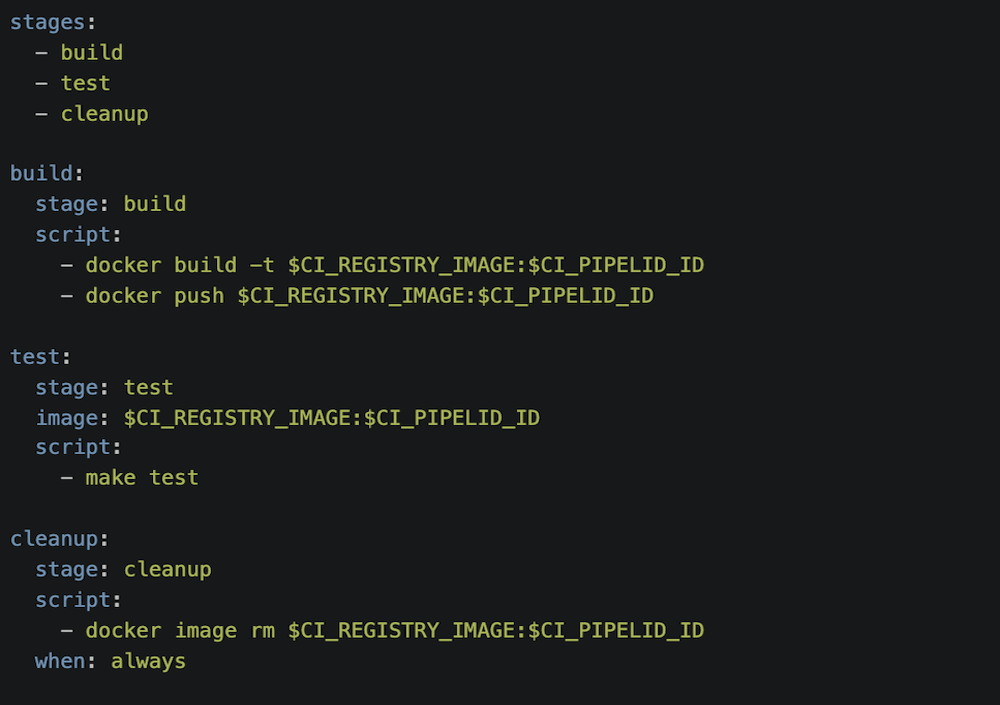 stages:
  - build
  - test
  - cleanup

build:
  stage: build
  script:
    - docker build -t $CI_REGISTRY_IMAGE:$CI_PIPELID_ID
    - docker push $CI_REGISTRY_IMAGE:$CI_PIPELID_ID

test:
  stage: test
  image: $CI_REGISTRY_IMAGE:$CI_PIPELID_ID
  script:
    - make test

cleanup:
  stage: cleanup
  script:
    - docker image rm $CI_REGISTRY_IMAGE:$CI_PIPELID_ID
  when: always